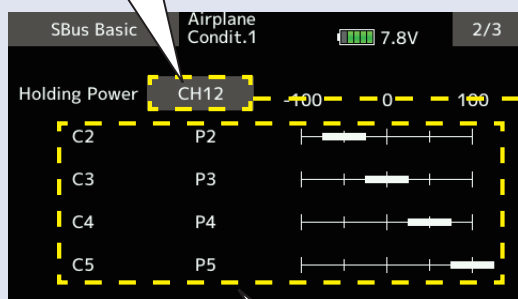 SBus Basic Airplane Condit.1 7.8V 2/3
Holding Power CH12 -100 0 100
C2 P2
C3 P3
C4 P4
C5 P5